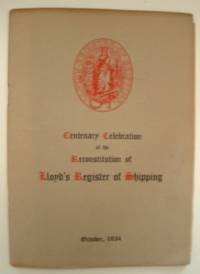 Centenary Celebration
of the
Reconstitution of
Lloyd's Register of Shipping
October, 1934